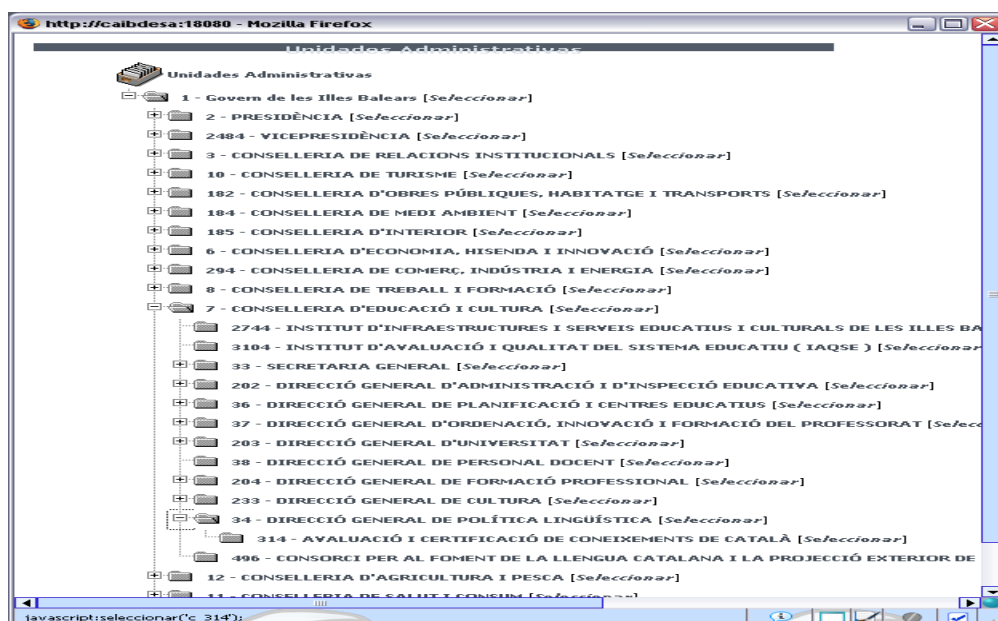 http://caibdesa:18080 - Mozilla Firefox
Unidades Administrativas
Unidades Administrativas
1 - Govern de les Illes Balears [Seleccionar]
2 - PRESIDÈNCIA [Seleccionar]
2484 - VICEPRESIDÈNCIA [Seleccionar]
3 - CONSELLERIA DE RELACIONS INSTITUCIONALS [Seleccionar]
10 - CONSELLERIA DE TURISME [Seleccionar]
182 - CONSELLERIA D'OBRES PÚBLIQUES, HABITATGE I TRANSPORTS [Seleccionar]
184 - CONSELLERIA DE MEDI AMBIENT [Seleccionar]
185 - CONSELLERIA D'INTERIOR [Seleccionar]
6 - CONSELLERIA D'ECONOMIA, HISENDA I INNOVACIÓ [Seleccionar]
294 - CONSELLERIA DE COMERÇ, INDÚSTRIA I ENERGIA [Seleccionar]
8 - CONSELLERIA DE TREBALL I FORMACIÓ [Seleccionar]
7 - CONSELLERIA D'EDUCACIÓ I CULTURA [Seleccionar]
2744 - INSTITUT D'INFRAESTRUCTURES I SERVEIS EDUCATIUS I CULTURALS DE LES ILLES BA
3104 - INSTITUT D'AVALUACIÓ I QUALITAT DEL SISTEMA EDUCATIU ( IAQSE ) [Seleccionar
33 - SECRETARIA GENERAL [Seleccionar]
202 - DIRECCIÓ GENERAL D'ADMINISTRACIÓ I D'INSPECCIÓ EDUCATIVA [Seleccionar]
36 - DIRECCIÓ GENERAL DE PLANIFICACIÓ I CENTRES EDUCATIUS [Seleccionar]
37 - DIRECCIÓ GENERAL D'ORDENACIÓ, INNOVACIÓ I FORMACIÓ DEL PROFESSORAT [Selecc
203 - DIRECCIÓ GENERAL D'UNIVERSITAT [Seleccionar]
38 - DIRECCIÓ GENERAL DE PERSONAL DOCENT [Seleccionar]
204 - DIRECCIÓ GENERAL DE FORMACIÓ PROFESSIONAL [Seleccionar]
233 - DIRECCIÓ GENERAL DE CULTURA [Seleccionar]
34 - DIRECCIÓ GENERAL DE POLÍTICA LINGÜÍSTICA [Seleccionar]
314 - AVALUACIÓ I CERTIFICACIÓ DE CONEIXEMENTS DE CATALÀ [Seleccionar]
496 - CONSORCI PER AL FOMENT DE LA LLENGUA CATALANA I LA PROJECCIÓ EXTERIOR DE
12 - CONSELLERIA D'AGRICULTURA I PESCA [Seleccionar]
11 - CONSELLERIA DE SALUT I CONSUM [Seleccionar]
javascript:seleccionar('c_314');